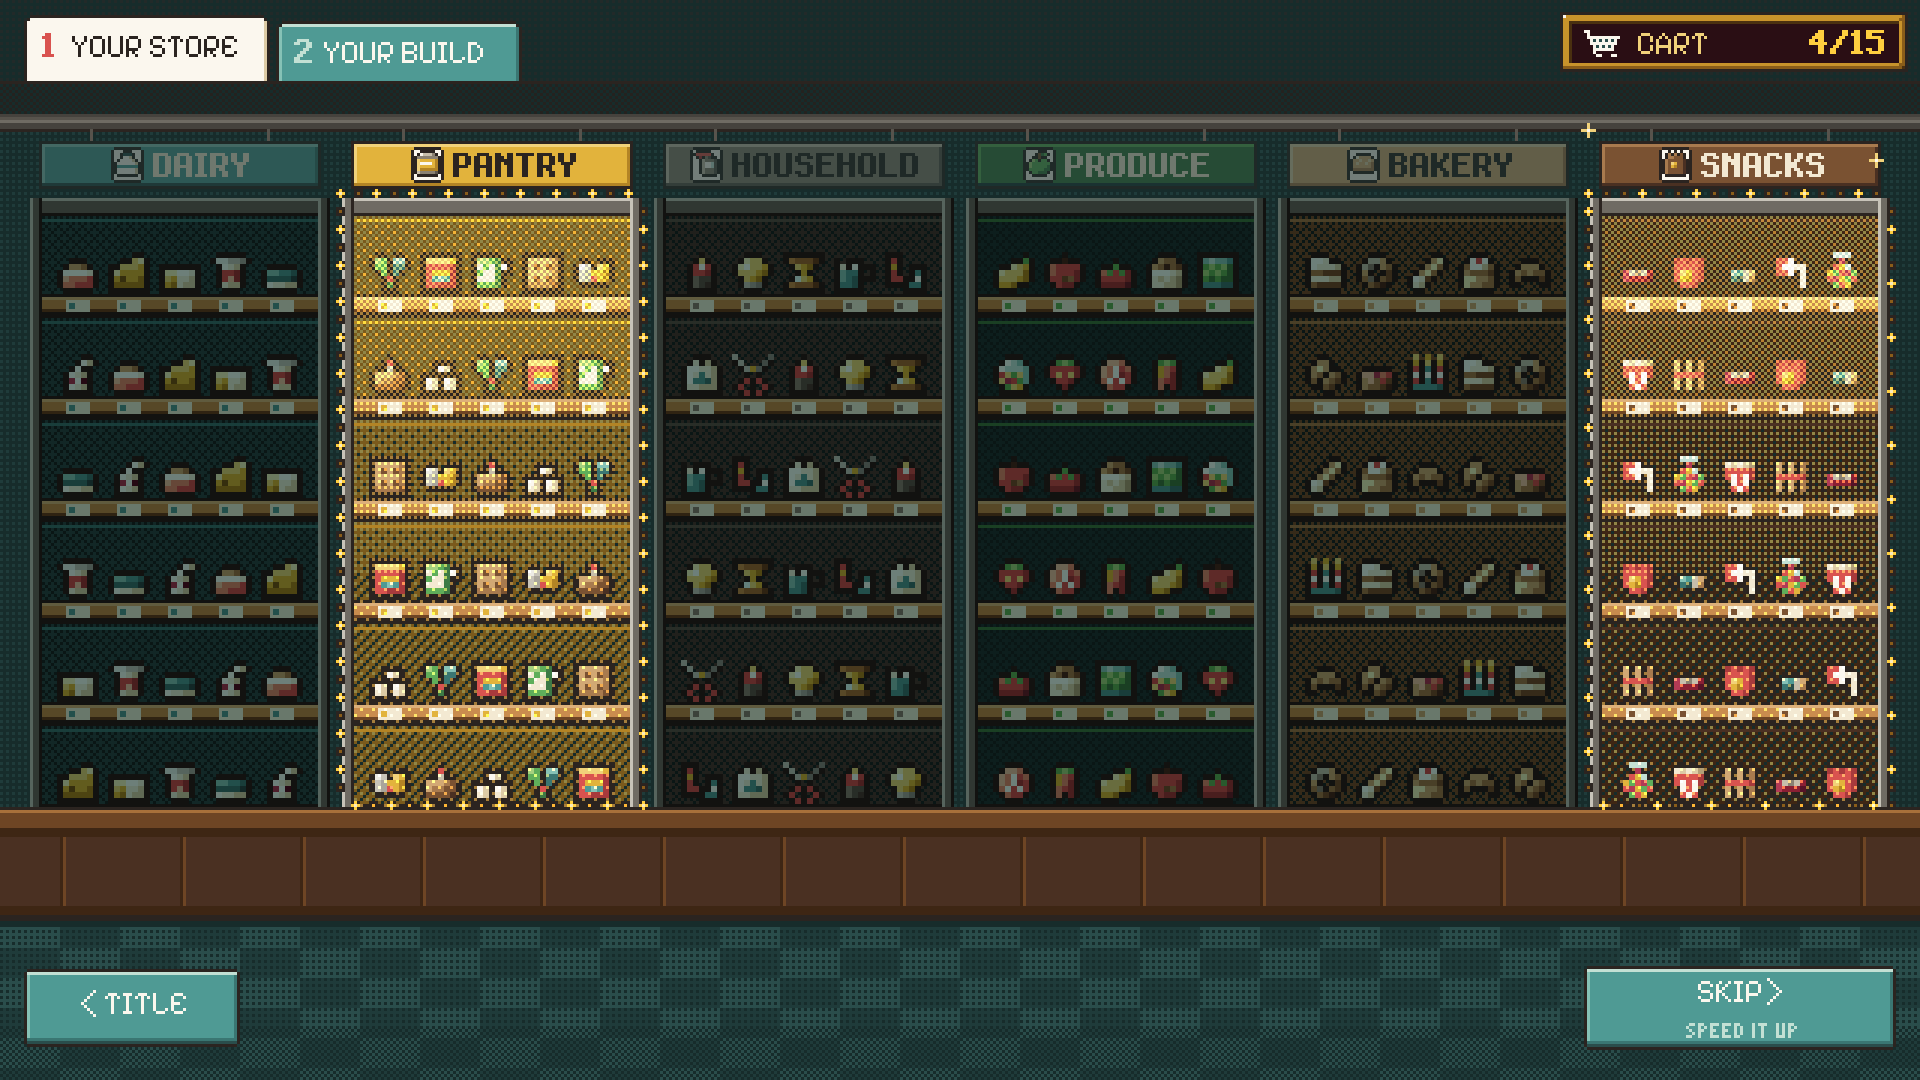 1 YOUR STORE
2 YOUR BUILD
CART 4/15
DAIRY
PANTRY
HOUSEHOLD
PRODUCE
BAKERY
SNACKS
< TITLE
SKIP >
SPEED IT UP